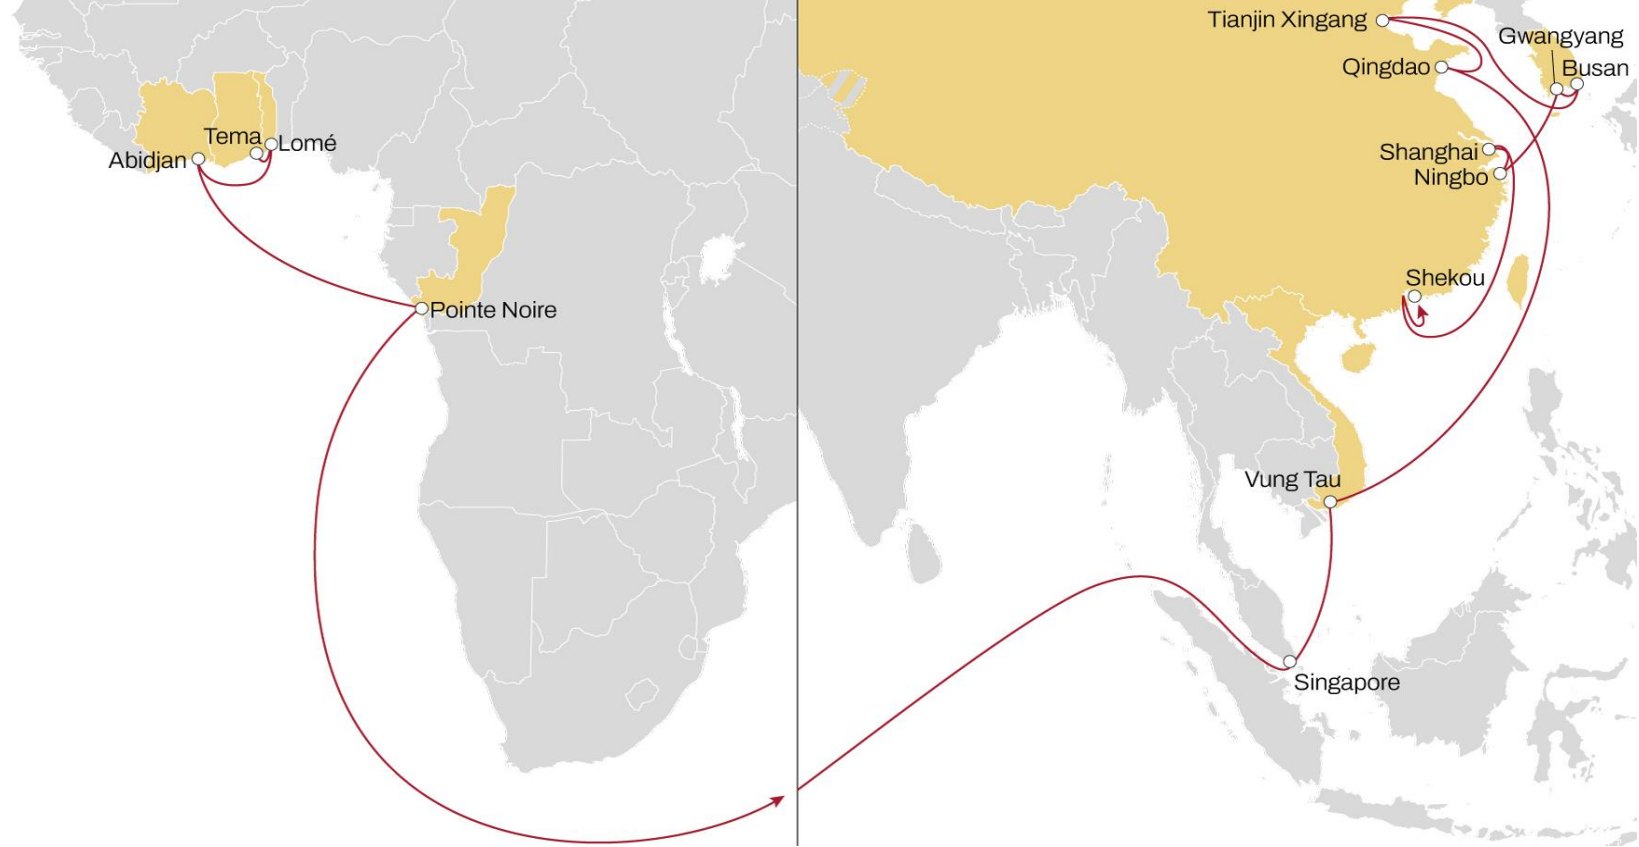 Tema
Lomé
Abidjan
Pointe Noire
Tianjin Xingang
Gwangyang
Qingdao
Busan
Shanghai
Ningbo
Shekou
Vung Tau
Singapore